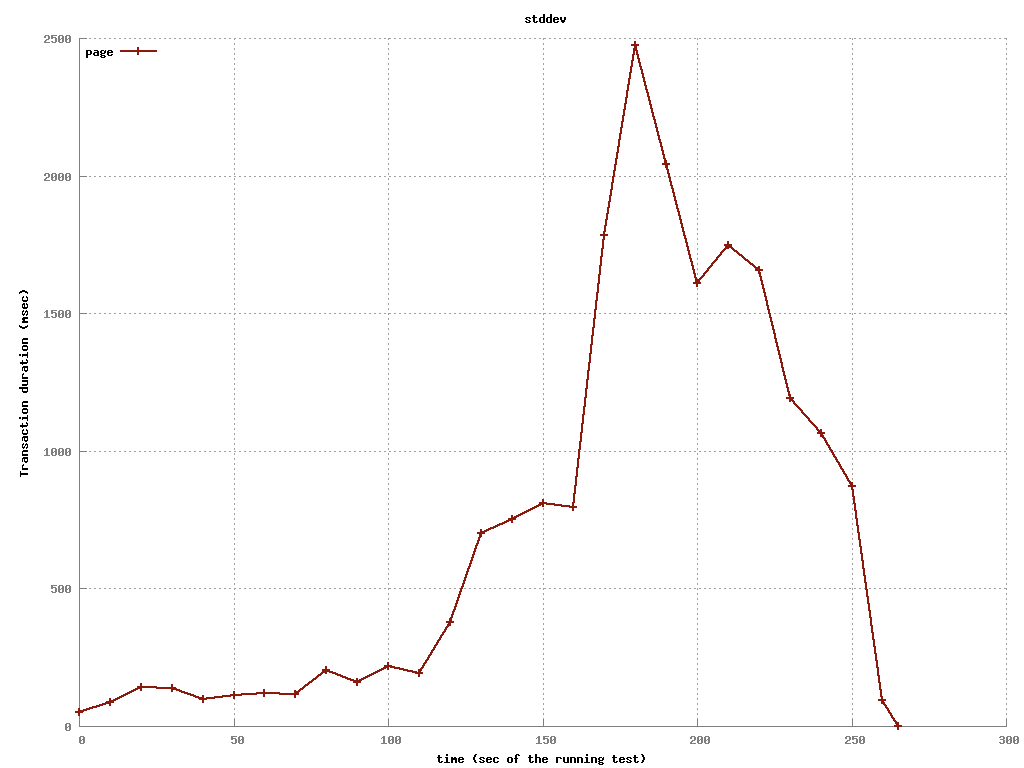 stddev
page
2500
2000
1500
1000
500
0
Transaction duration (msec)
0 50 100 150 200 250 300
time (sec of the running test)